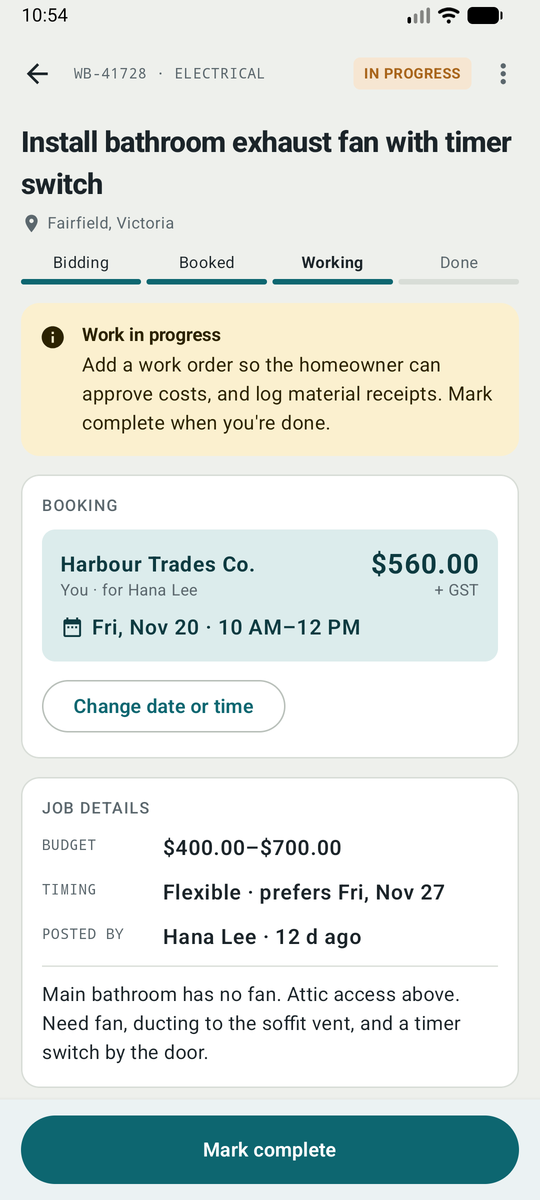 10:54
WB-41728 · ELECTRICAL
IN PROGRESS
Install bathroom exhaust fan with timer
switch
Fairfield, Victoria
Bidding
Booked
Working
Done
Work in progress
Add a work order so the homeowner can
approve costs, and log material receipts. Mark
complete when you're done.
BOOKING
Harbour Trades Co.
$560.00
You · for Hana Lee
+ GST
Fri, Nov 20 · 10 AM–12 PM
Change date or time
JOB DETAILS
BUDGET
$400.00–$700.00
TIMING
Flexible · prefers Fri, Nov 27
POSTED BY
Hana Lee · 12 d ago
Main bathroom has no fan. Attic access above.
Need fan, ducting to the soffit vent, and a timer
switch by the door.
Mark complete